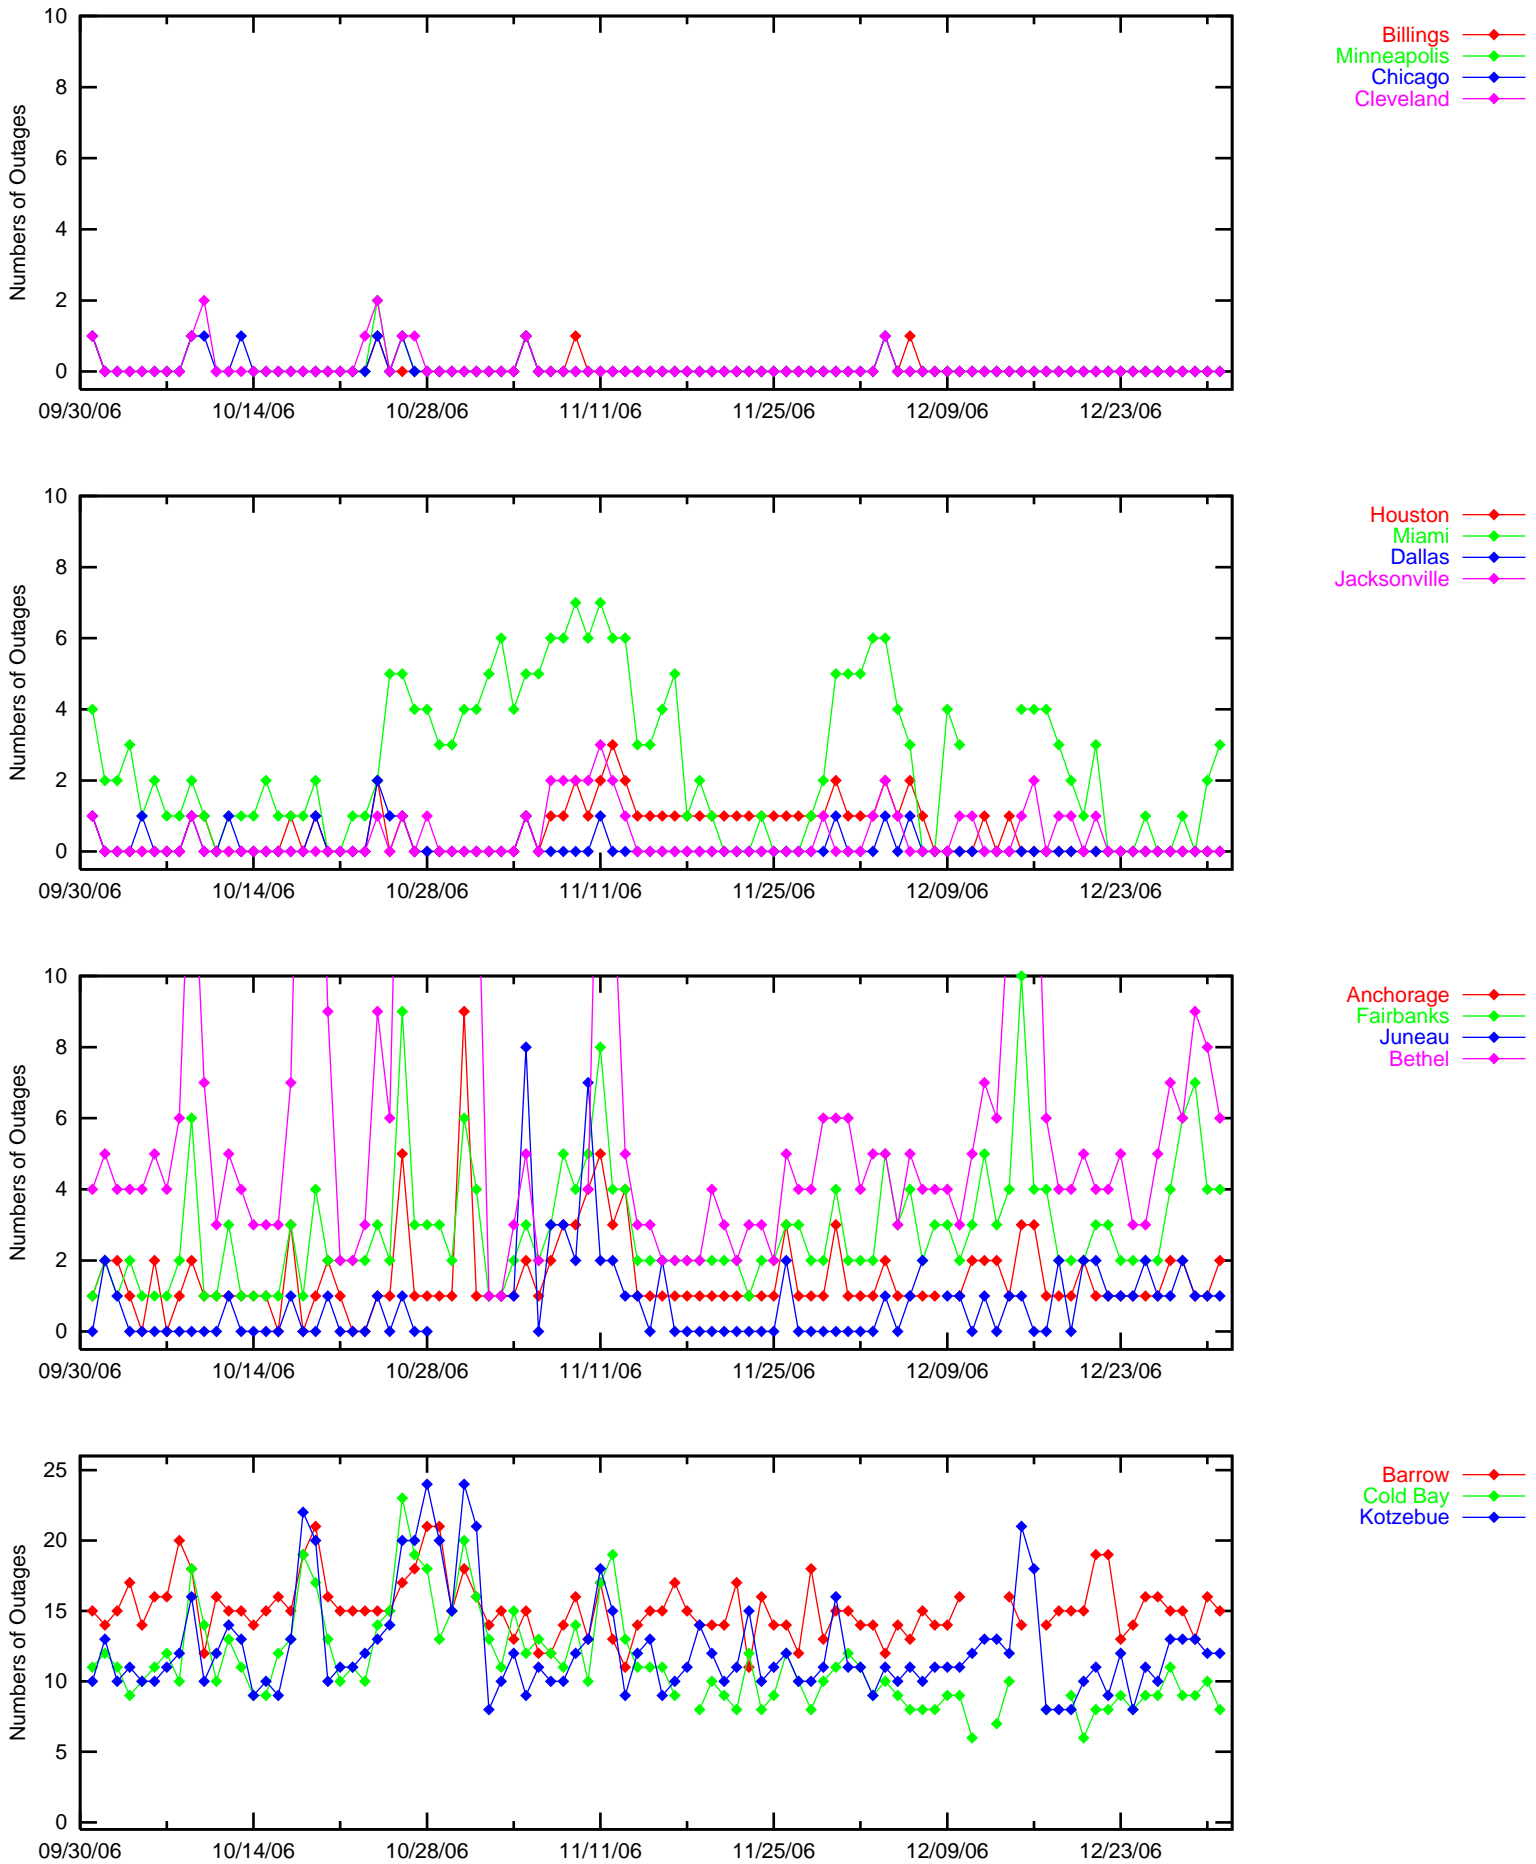 Numbers of Outages
10
8
6
4
2
0
09/30/06 10/14/06 10/28/06 11/11/06 11/25/06 12/09/06 12/23/06
Billings
Minneapolis
Chicago
Cleveland
Numbers of Outages
10
8
6
4
2
0
09/30/06 10/14/06 10/28/06 11/11/06 11/25/06 12/09/06 12/23/06
Houston
Miami
Dallas
Jacksonville
Numbers of Outages
10
8
6
4
2
0
09/30/06 10/14/06 10/28/06 11/11/06 11/25/06 12/09/06 12/23/06
Anchorage
Fairbanks
Juneau
Bethel
Numbers of Outages
25
20
15
10
5
0
09/30/06 10/14/06 10/28/06 11/11/06 11/25/06 12/09/06 12/23/06
Barrow
Cold Bay
Kotzebue